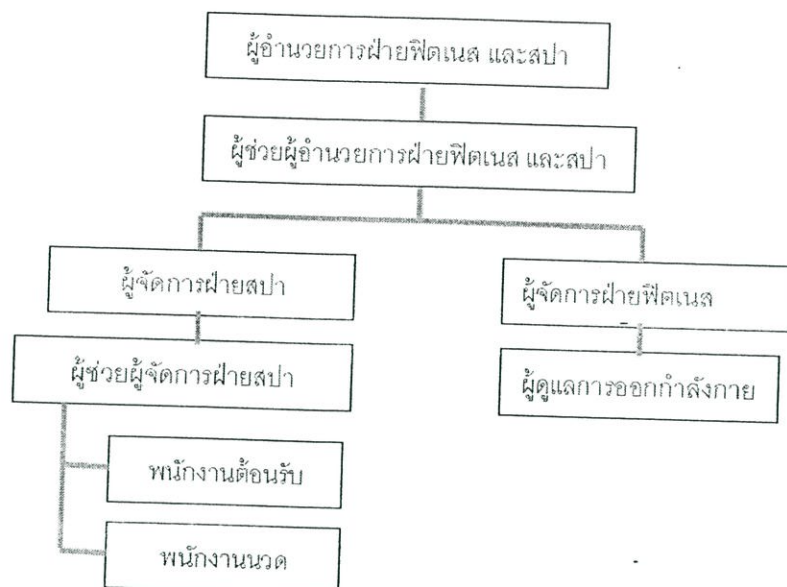 ผู้อำนวยการฝ่ายฟิตเนส และสปา
ผู้ช่วยผู้อำนวยการฝ่ายฟิตเนส และสปา
ผู้จัดการฝ่ายสปา
ผู้จัดการฝ่ายฟิตเนส
ผู้ช่วยผู้จัดการฝ่ายสปา
ผู้ดูแลการออกกำลังกาย
พนักงานต้อนรับ
พนักงานนวด